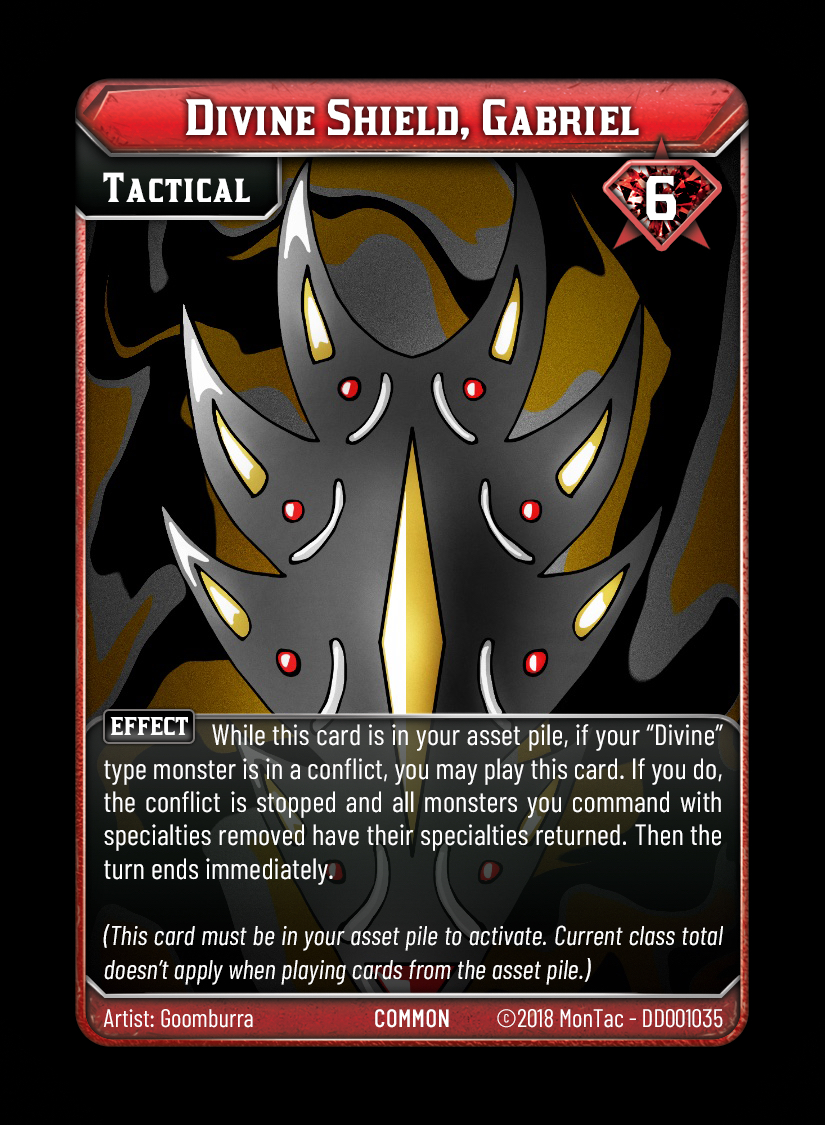 Divine Shield, Gabriel
Tactical
6
EFFECT While this card is in your asset pile, if your “Divine”
type monster is in a conflict, you may play this card. If you do,
the conflict is stopped and all monsters you command with
specialties removed have their specialties returned. Then the
turn ends immediately.
(This card must be in your asset pile to activate. Current class total
doesn’t apply when playing cards from the asset pile.)
Artist: Goomburra COMMON ©2018 MonTac - DD001035